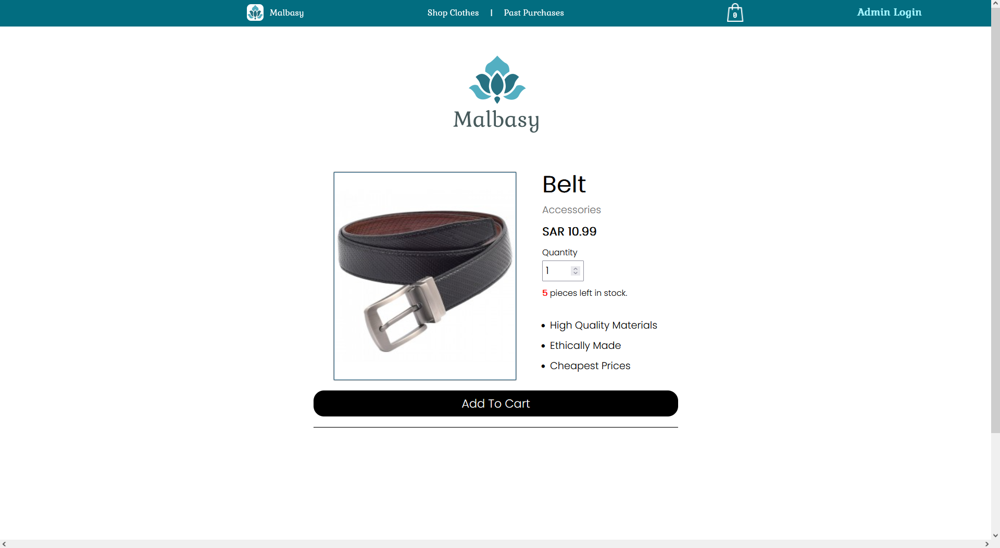 Malbasy
Shop Clothes | Past Purchases
0
Admin Login
Malbasy
Belt
Accessories
SAR 10.99
Quantity
1
5 pieces left in stock.
• High Quality Materials
• Ethically Made
• Cheapest Prices
Add To Cart